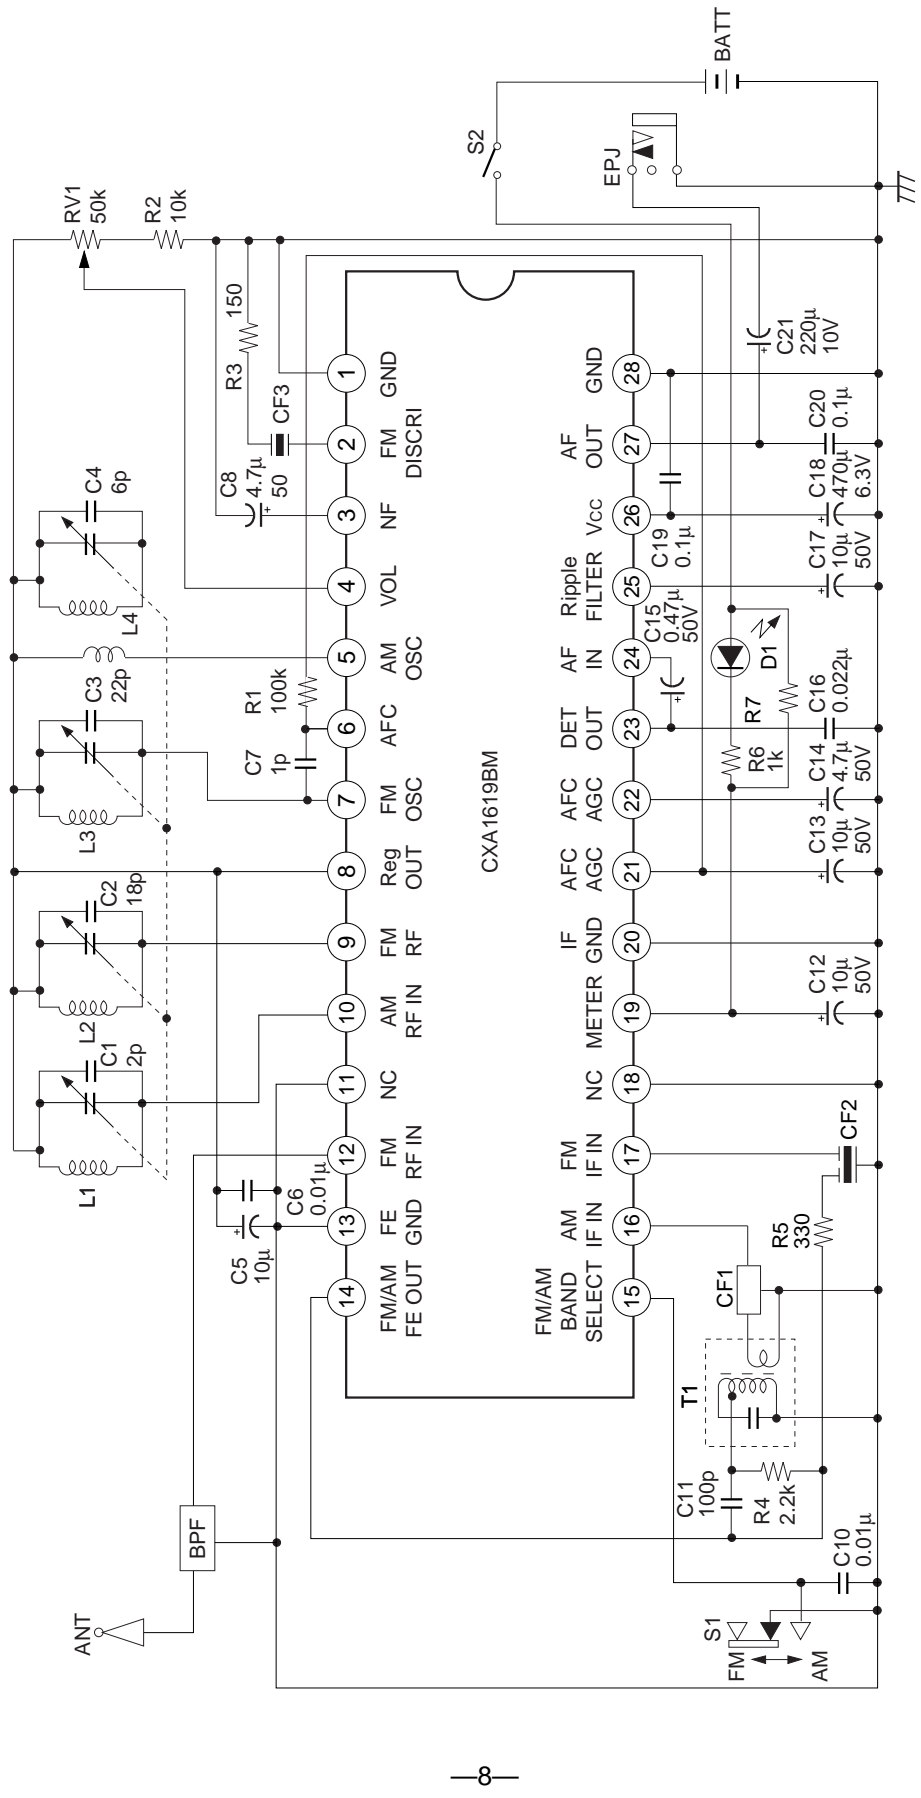 ANT
BPF
L1
C1
2p
L2
C2
18p
L3
C3
22p
L4
C4
6p
RV1
50k
R2
10k
C5
10µ
C6
0.01µ
C7
1p
R1
100k
C8
4.7µ
50
R3
150
CF3
14
13
12
11
10
9
8
7
6
5
4
3
2
1
FM/AM
FE OUT
FE
GND
FM
RF IN
NC
AM
RF IN
FM
RF
Reg
OUT
FM
OSC
AFC
AM
OSC
VOL
NF
FM
DISCRI
GND
CXA1619BM
FM/AM
BAND
SELECT
AM
IF IN
FM
IF IN
NC
METER
IF
GND
AFC
AGC
AFC
AGC
DET
OUT
AF
IN
Ripple
FILTER
VCC
AF
OUT
GND
15
16
17
18
19
20
21
22
23
24
25
26
27
28
T1
CF1
C11
100p
R4
2.2k
R5
330
CF2
S1
FM
AM
C10
0.01µ
C12
10µ
50V
C13
10µ
50V
C14
4.7µ
50V
R6
1k
R7
D1
C15
0.47µ
50V
C16
0.022µ
C17
10µ
50V
C18
470µ
6.3V
C19
0.1µ
C20
0.1µ
C21
220µ
10V
S2
EPJ
BATT
—8—